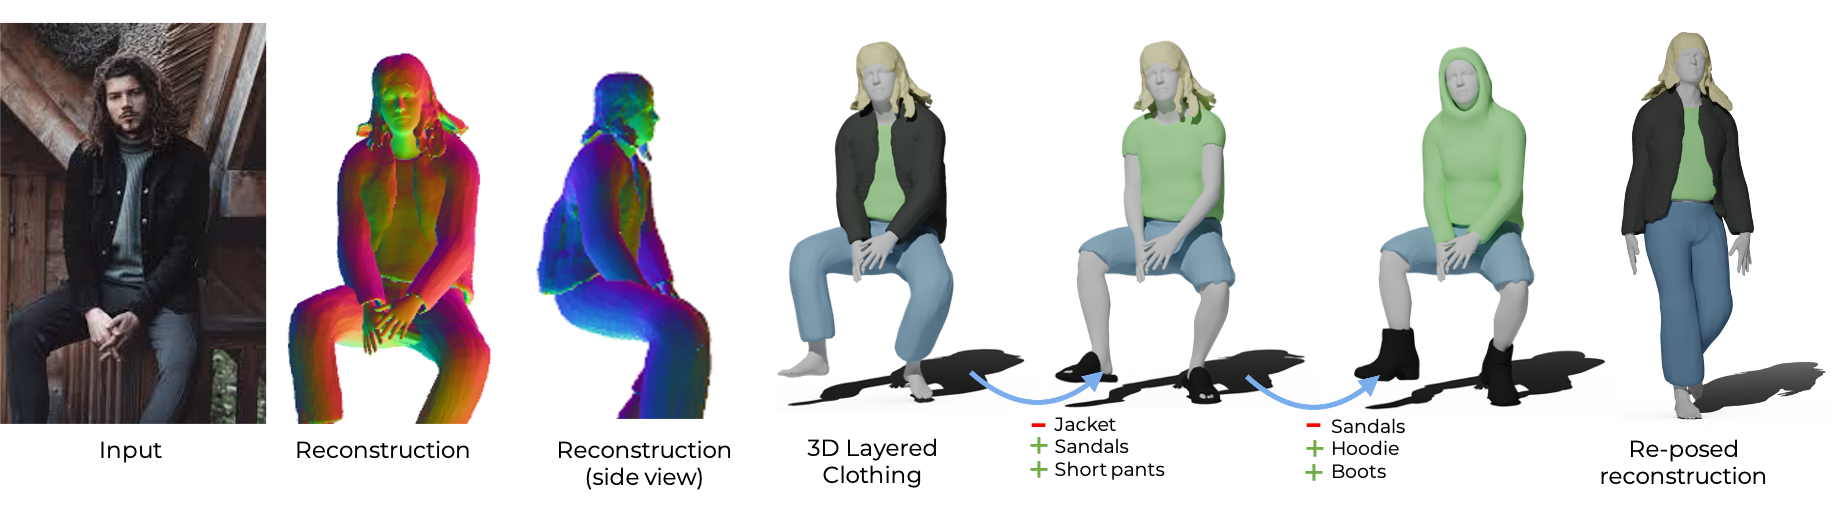 Input
Reconstruction
Reconstruction
(side view)
3D Layered
Clothing
− Jacket
+ Sandals
+ Short pants
− Sandals
+ Hoodie
+ Boots
Re-posed
reconstruction